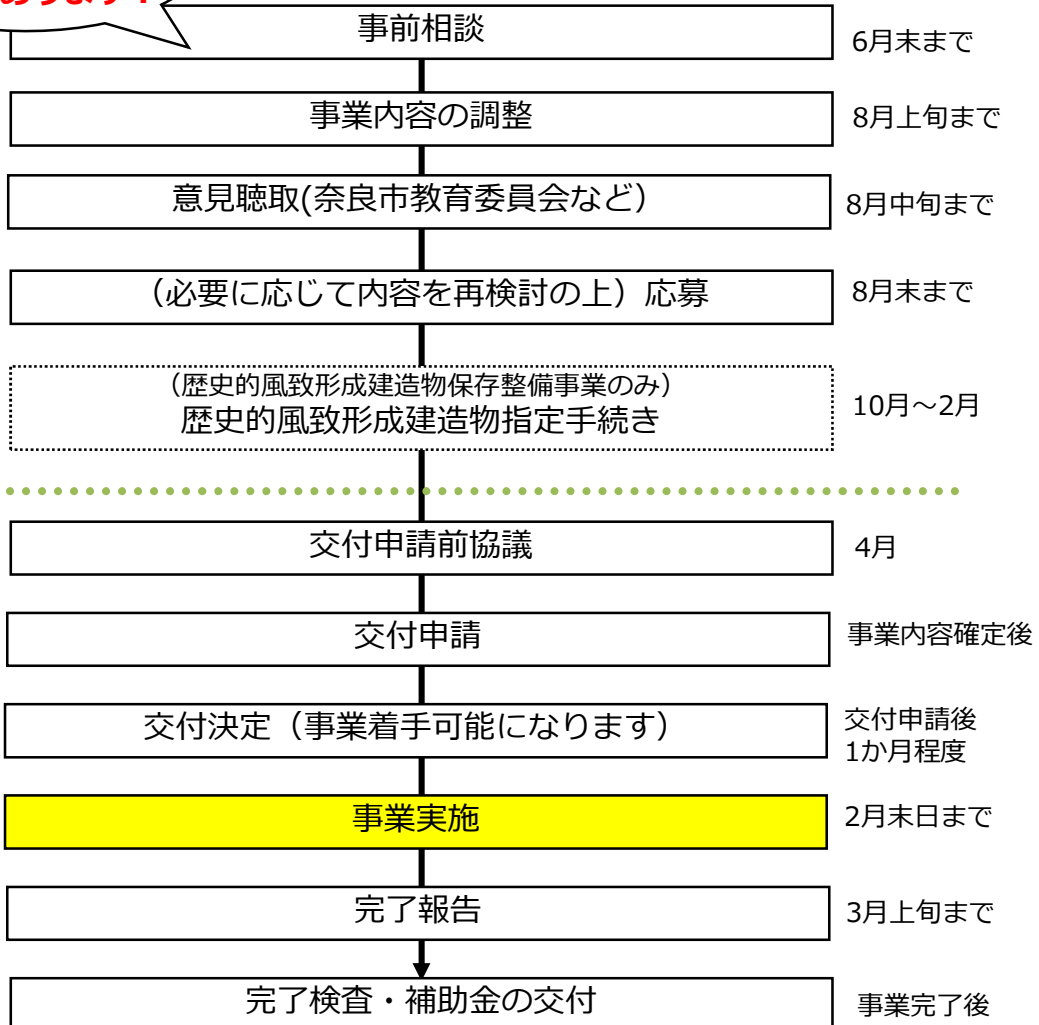 あります！
事前相談
6月末まで
事業内容の調整
8月上旬まで
意見聴取(奈良市教育委員会など）
8月中旬まで
（必要に応じて内容を再検討の上）応募
8月末まで
（歴史的風致形成建造物保存整備事業のみ）
歴史的風致形成建造物指定手続き
10月～2月
交付申請前協議
4月
交付申請
事業内容確定後
交付決定（事業着手可能になります）
交付申請後
1か月程度
事業実施
2月末日まで
完了報告
3月上旬まで
完了検査・補助金の交付
事業完了後